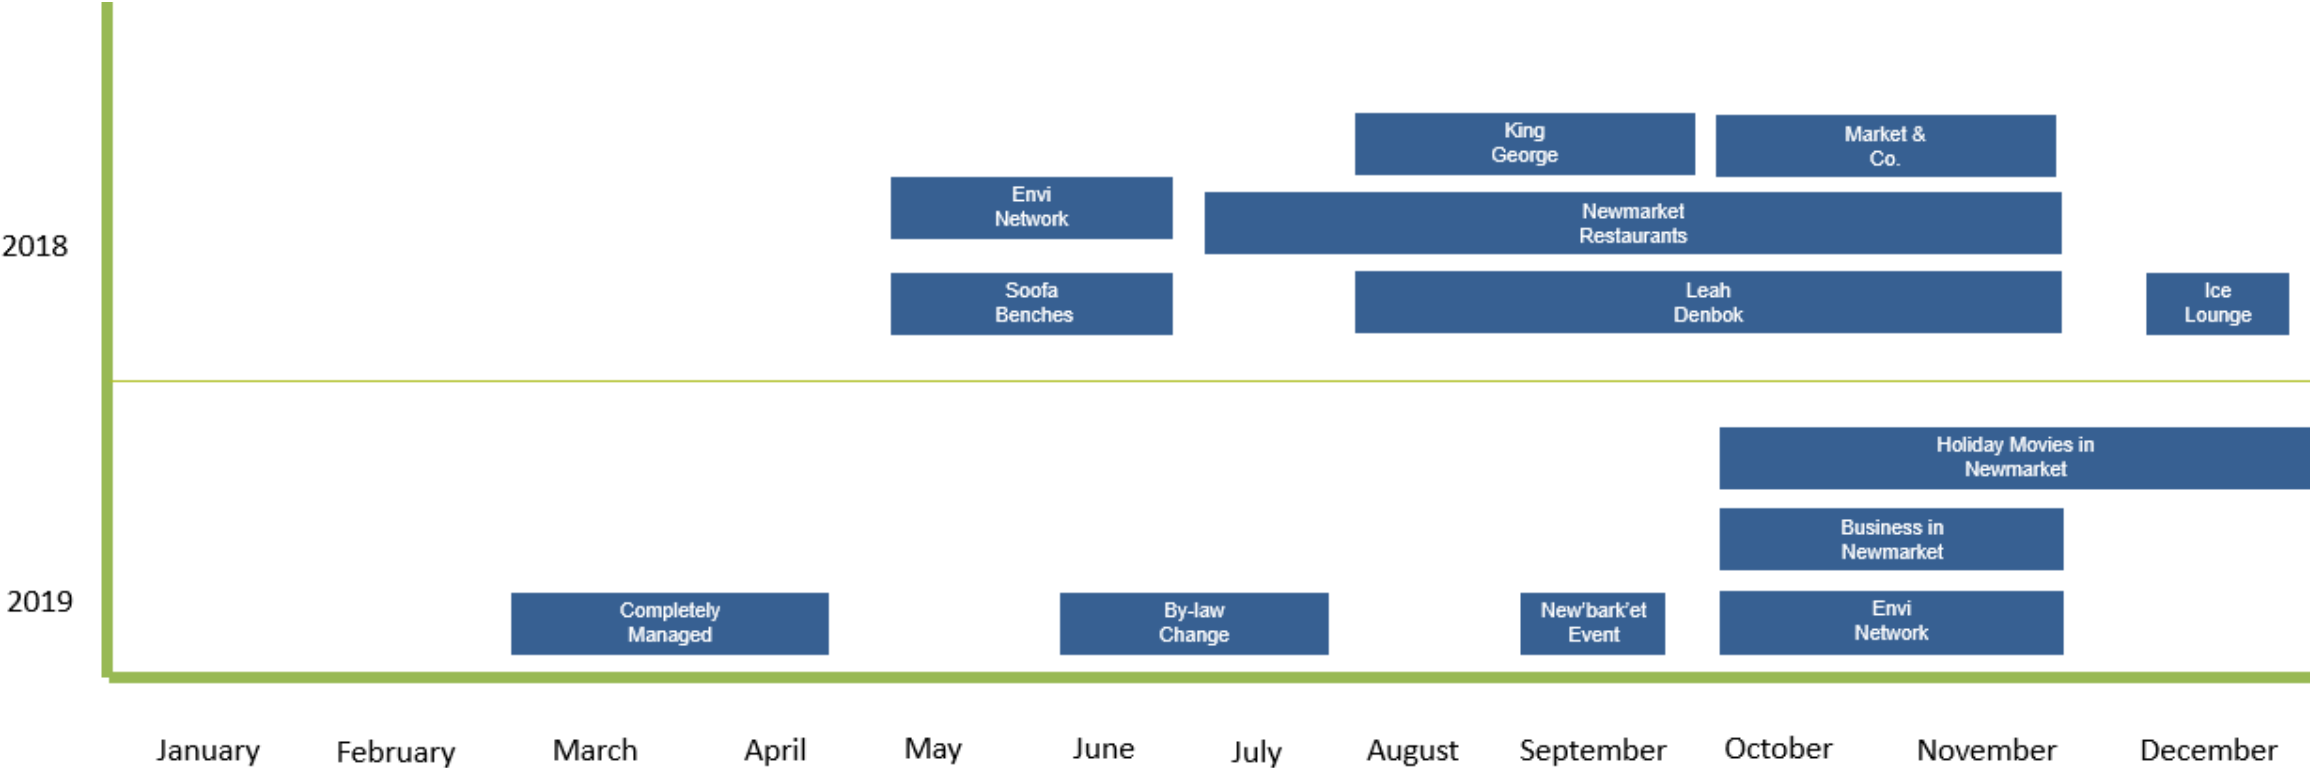 King
George
Market &
Co.
Envi
Network
Newmarket
Restaurants
2018
Soofa
Benches
Leah
Denbok
Ice
Lounge
Holiday Movies in
Newmarket
Business in
Newmarket
2019
Completely
Managed
By-law
Change
New'bark'et
Event
Envi
Network
January
February
March
April
May
June
July
August
September
October
November
December